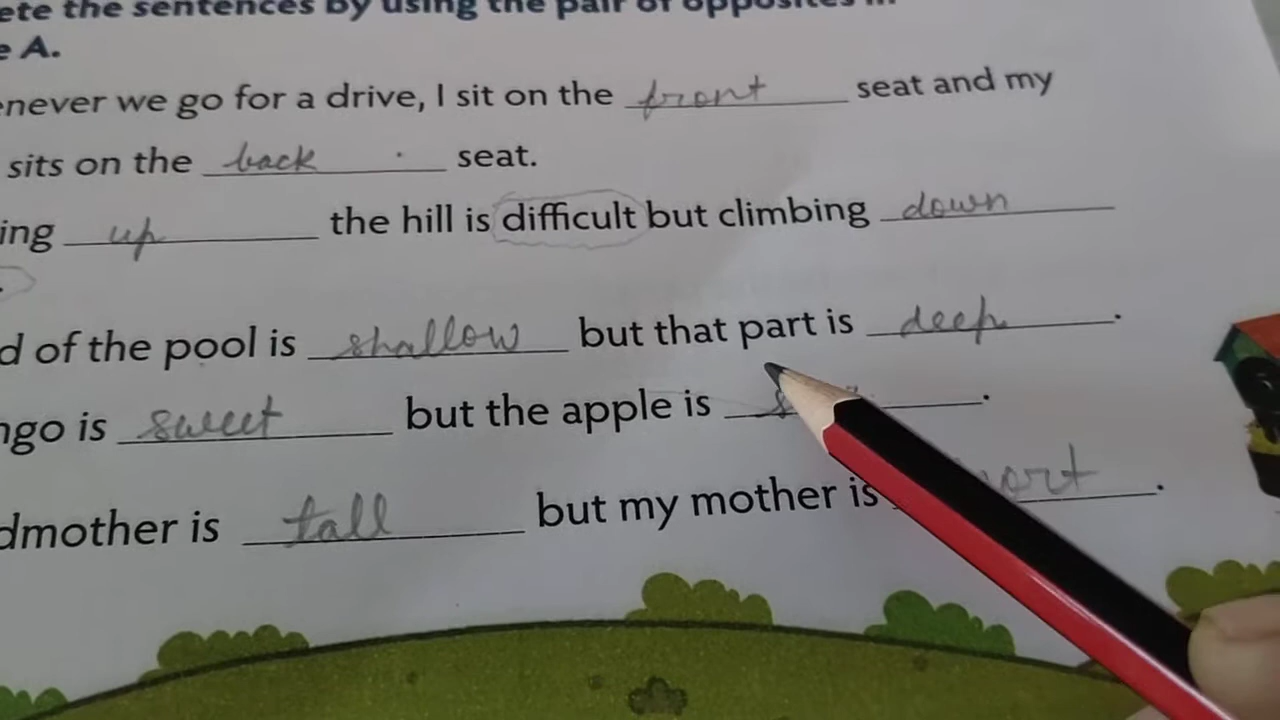 ete the sentences by using the pair of opposites in
e A.
enever we go for a drive, I sit on the front seat and my
sits on the back seat.
ing up the hill is difficult but climbing down
.
d of the pool is shallow but that part is deep.
ngo is sweet but the apple is .
dmother is tall but my mother is short.